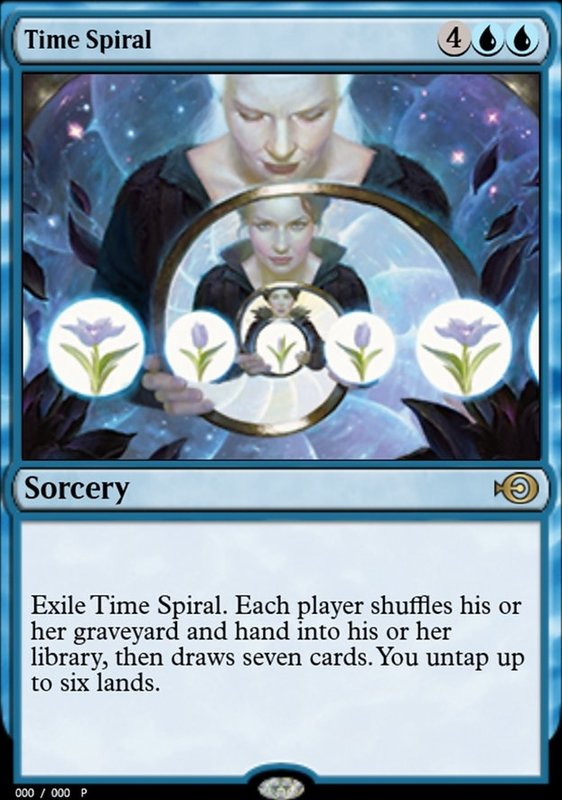 Time Spiral 4
Sorcery
Exile Time Spiral. Each player shuffles his or
her graveyard and hand into his or her
library, then draws seven cards. You untap up
to six lands.
000 / 000 P